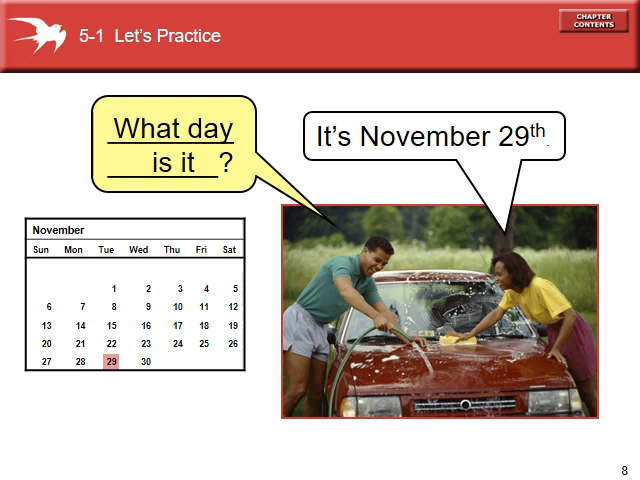 5-1 Let's Practice
CHAPTER
CONTENTS
What day
is it ?
It's November 29th.
November
Sun Mon Tue Wed Thu Fri Sat
1 2 3 4 5
6 7 8 9 10 11 12
13 14 15 16 17 18 19
20 21 22 23 24 25 26
27 28 29 30
8